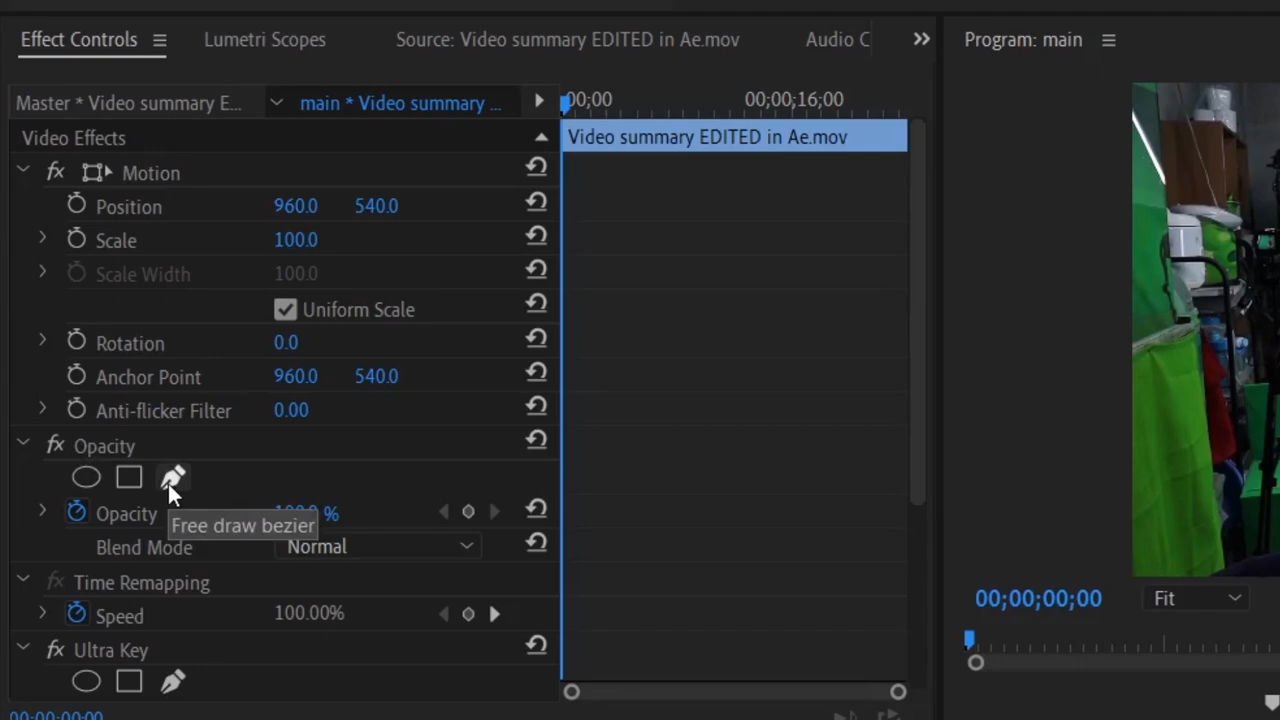 Effect Controls Lumetri Scopes Source: Video summary EDITED in Ae.mov Audio C Program: main
Master * Video summary E... main * Video summary ... 00;00 00;00;16;00
Video Effects Video summary EDITED in Ae.mov
fx Motion
Position 960.0 540.0
Scale 100.0
Scale Width 100.0
Uniform Scale
Rotation 0.0
Anchor Point 960.0 540.0
Anti-flicker Filter 0.00
fx Opacity
Opacity %
Free draw bezier
Blend Mode Normal
fx Time Remapping
Speed 100.00%
00;00;00;00 Fit
fx Ultra Key